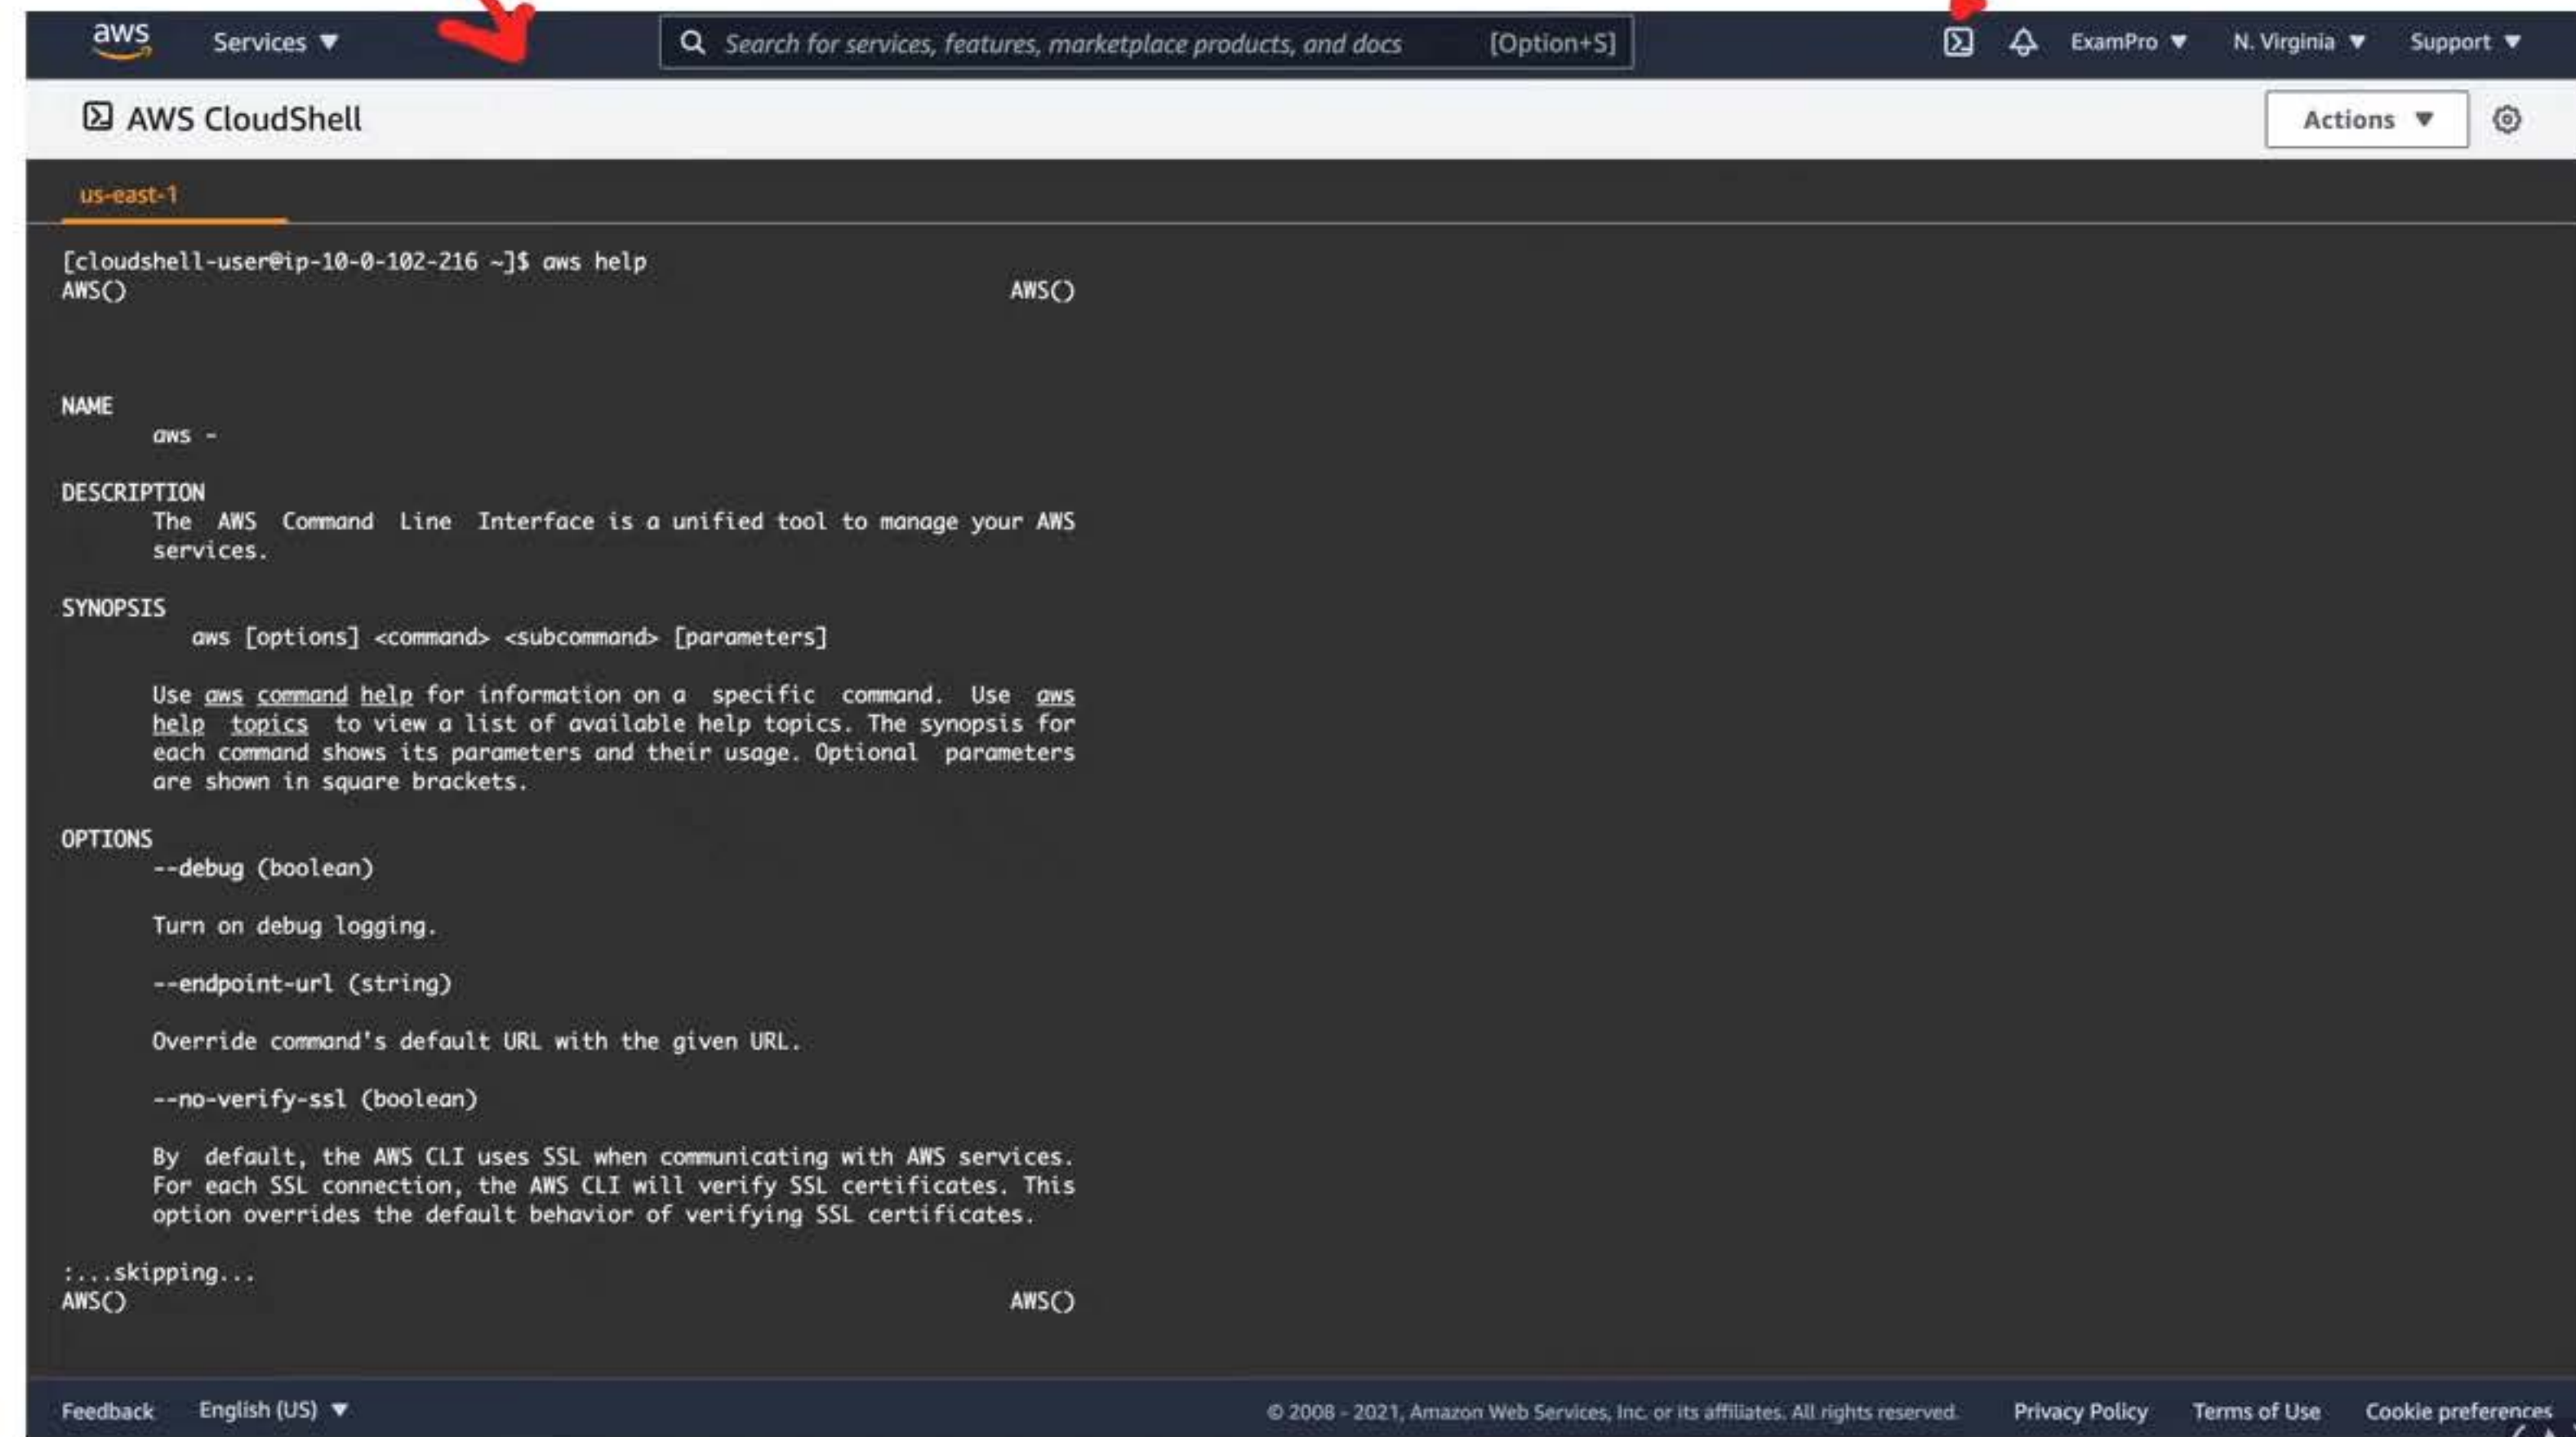 aws Services ▼ Search for services, features, marketplace products, and docs [Option+S] ExamPro ▼ N. Virginia ▼ Support ▼
AWS CloudShell Actions ▼
us-east-1
[cloudshell-user@ip-10-0-102-216 ~]$ aws help
AWS() AWS()
NAME
aws -
DESCRIPTION
The AWS Command Line Interface is a unified tool to manage your AWS
services.
SYNOPSIS
aws [options] <command> <subcommand> [parameters]
Use aws command help for information on a specific command. Use aws
help topics to view a list of available help topics. The synopsis for
each command shows its parameters and their usage. Optional parameters
are shown in square brackets.
OPTIONS
--debug (boolean)
Turn on debug logging.
--endpoint-url (string)
Override command's default URL with the given URL.
--no-verify-ssl (boolean)
By default, the AWS CLI uses SSL when communicating with AWS services.
For each SSL connection, the AWS CLI will verify SSL certificates. This
option overrides the default behavior of verifying SSL certificates.
:...skipping...
AWS() AWS()
Feedback English (US) ▼ © 2008 - 2021, Amazon Web Services, Inc. or its affiliates. All rights reserved. Privacy Policy Terms of Use Cookie preferences